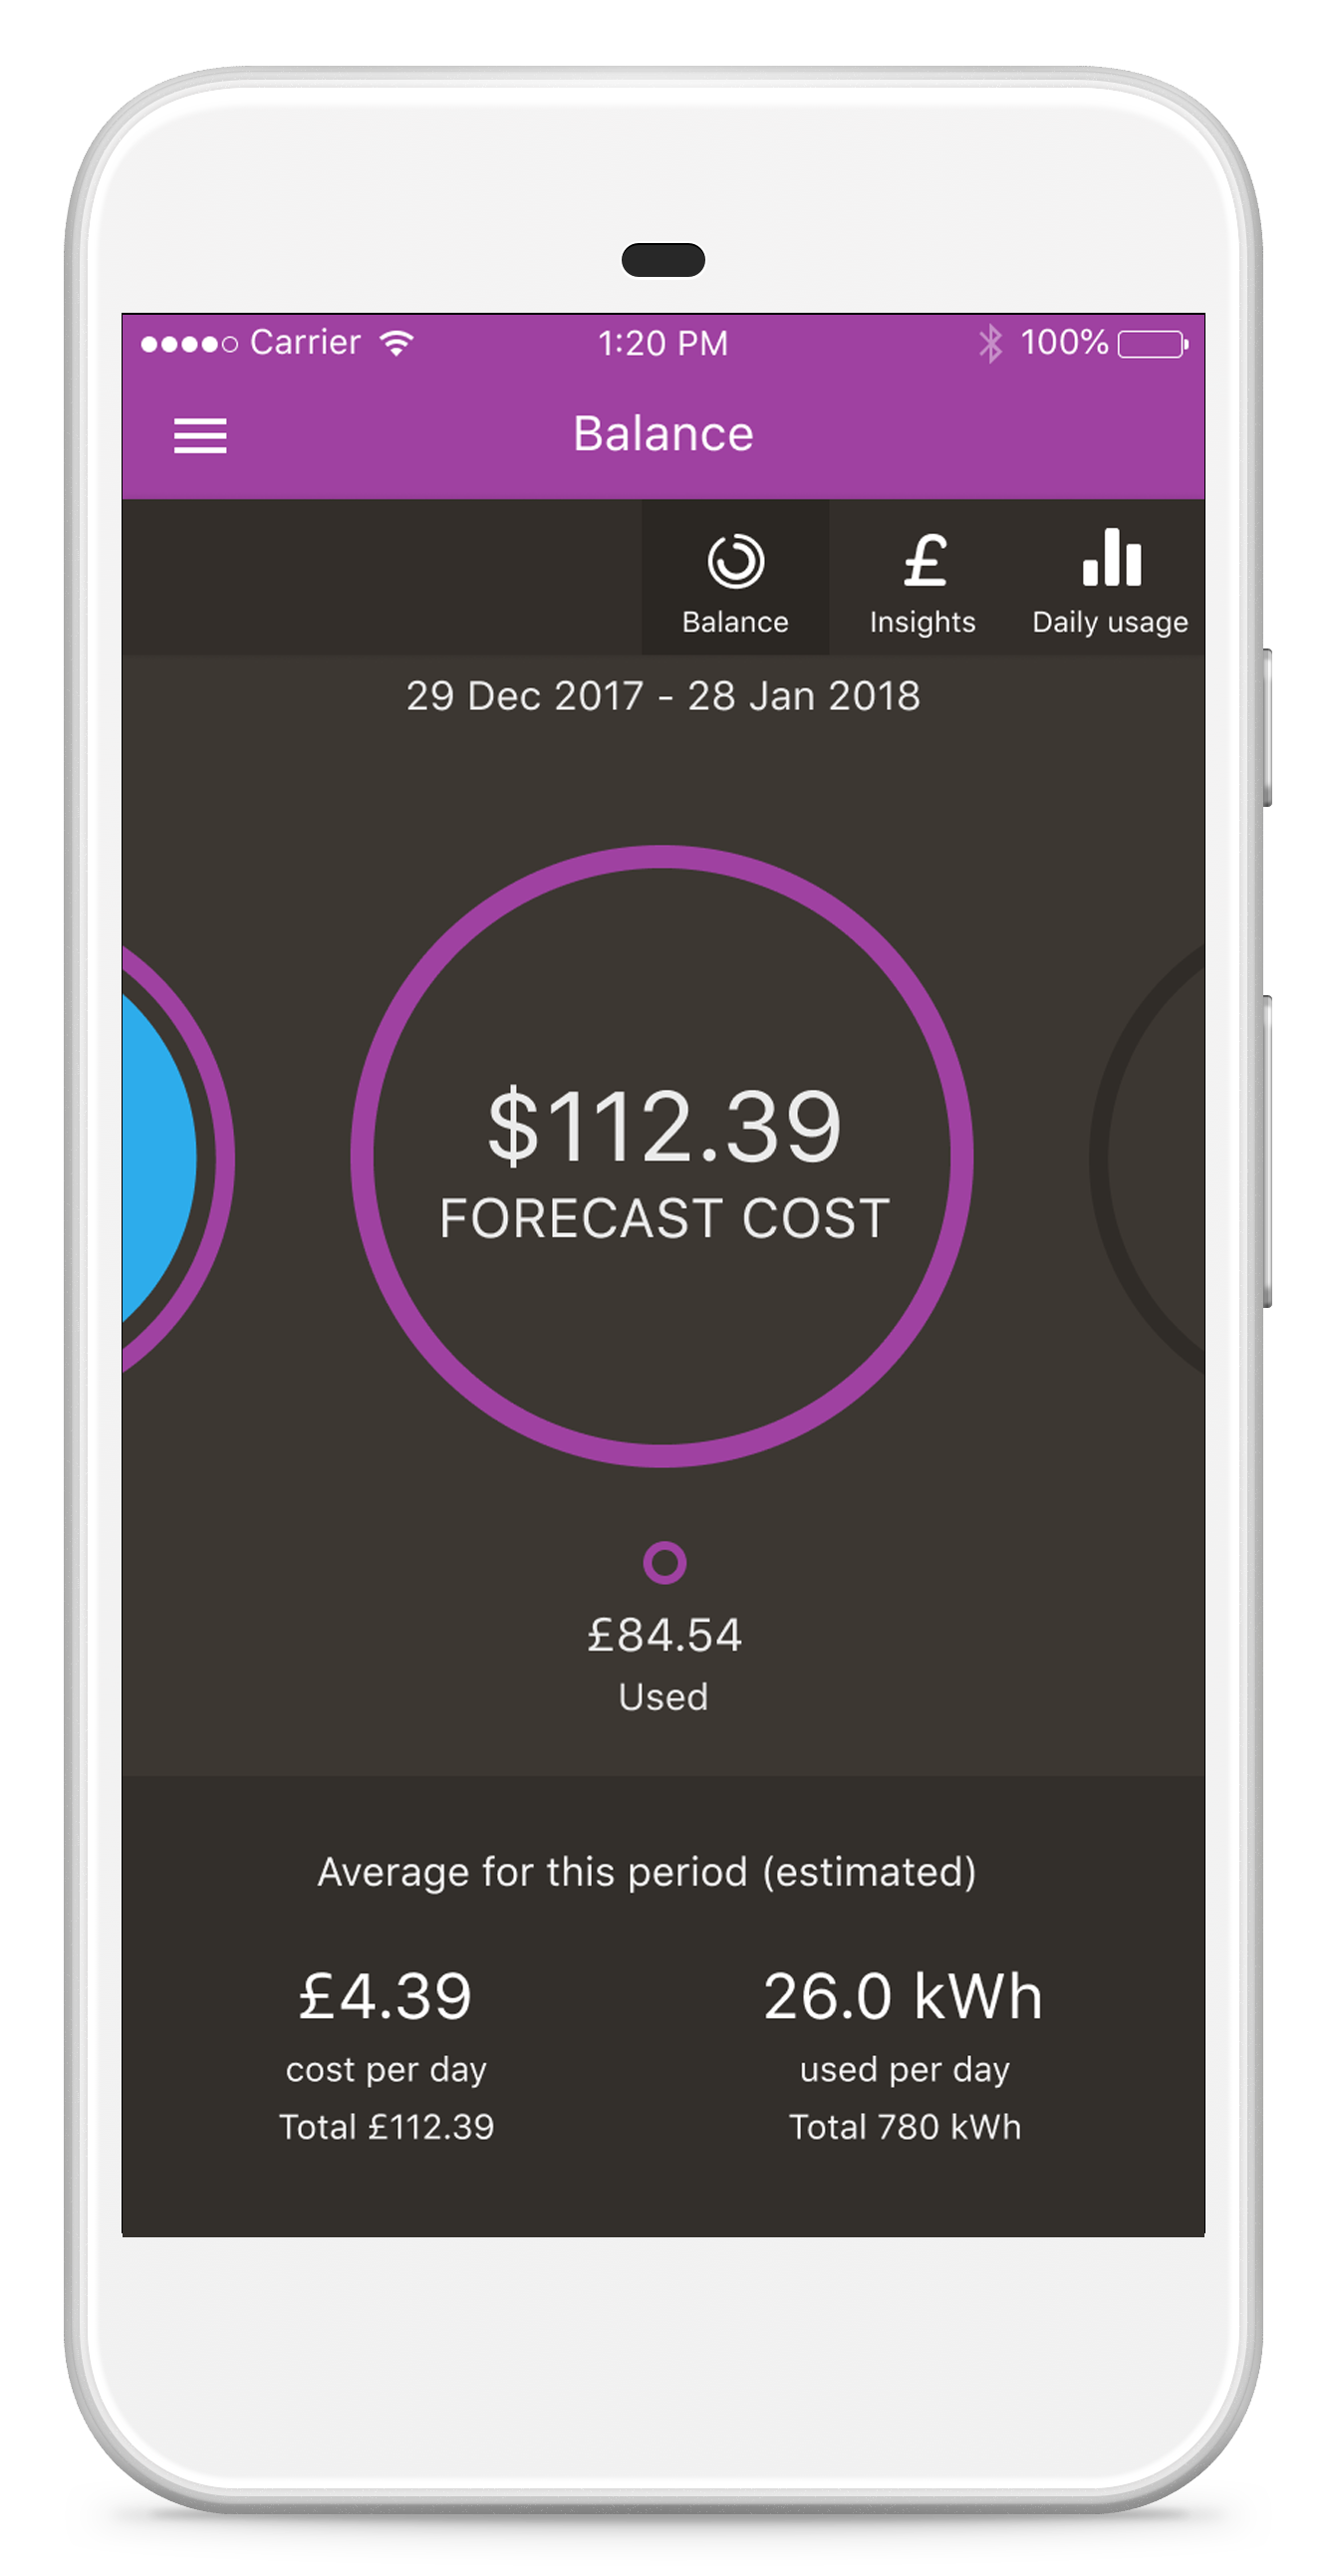 Carrier 1:20 PM 100%
Balance
Balance Insights Daily usage
29 Dec 2017 - 28 Jan 2018
$112.39
FORECAST COST
£84.54
Used
Average for this period (estimated)
£4.39 26.0 kWh
cost per day used per day
Total £112.39 Total 780 kWh